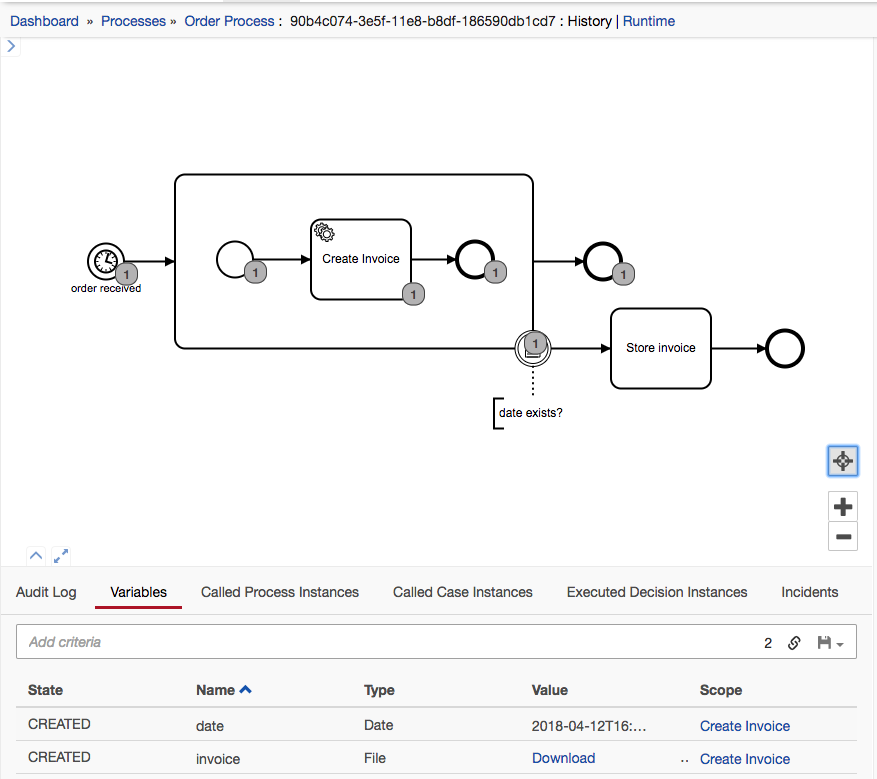 Dashboard » Processes » Order Process : 90b4c074-3e5f-11e8-b8df-186590db1cd7 : History | Runtime
Create Invoice
1
1
1
1
1
order received
1
Store invoice
date exists?
Audit Log Variables Called Process Instances Called Case Instances Executed Decision Instances Incidents
Add criteria 2
State Name Type Value Scope
CREATED date Date 2018-04-12T16:... Create Invoice
CREATED invoice File Download .. Create Invoice